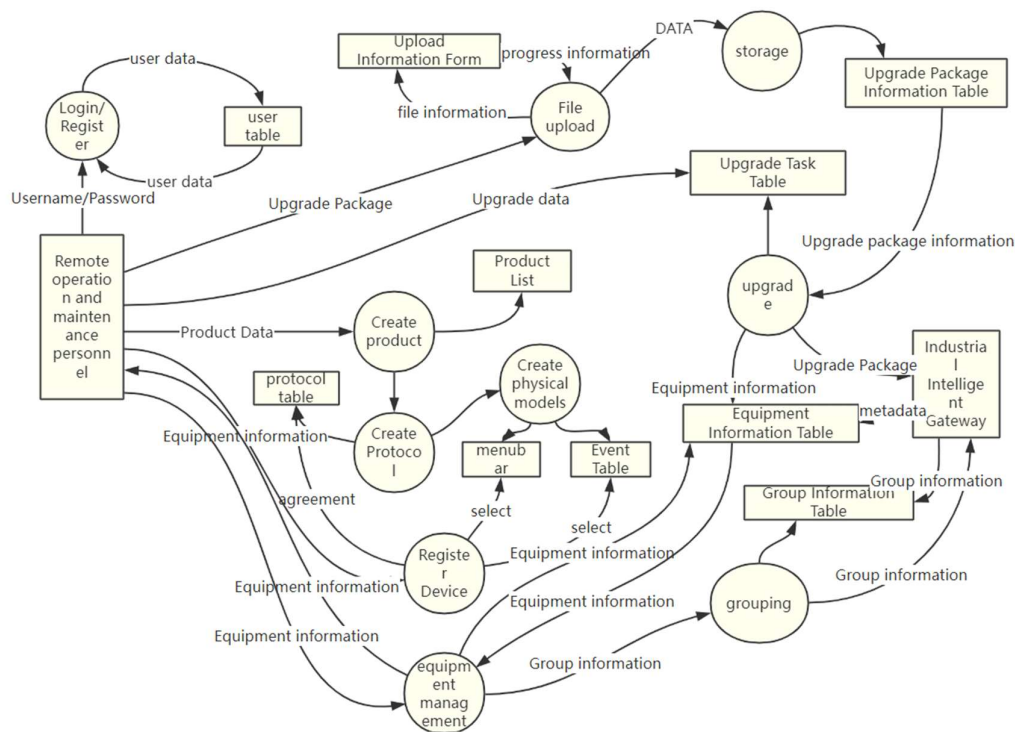 DATA
user data
Upload
Information Form
progress information
storage
Upgrade Package
Information Table
Login/
Regist
er
user
table
file information
File
upload
user data
Username/Password
Upgrade Package
Upgrade data
Upgrade Task
Table
Upgrade package information
Remote
operatio
n and
mainten
ance
personn
el
Product
List
upgrad
e
Product Data
Create
product
Create
physical
models
Upgrade Package
Industria
l
Intellige
nt
Gateway
protocol
table
Equipment information
Equipment
Information Table
metadata
Equipment information
Create
Protoco
l
menub
ar
Event
Table
Group information
Group Information
Table
agreement
select
select
Registe
r
Device
Equipment information
Equipment information
Equipment information
Group information
grouping
Equipment information
Group information
equipm
ent
manag
ement